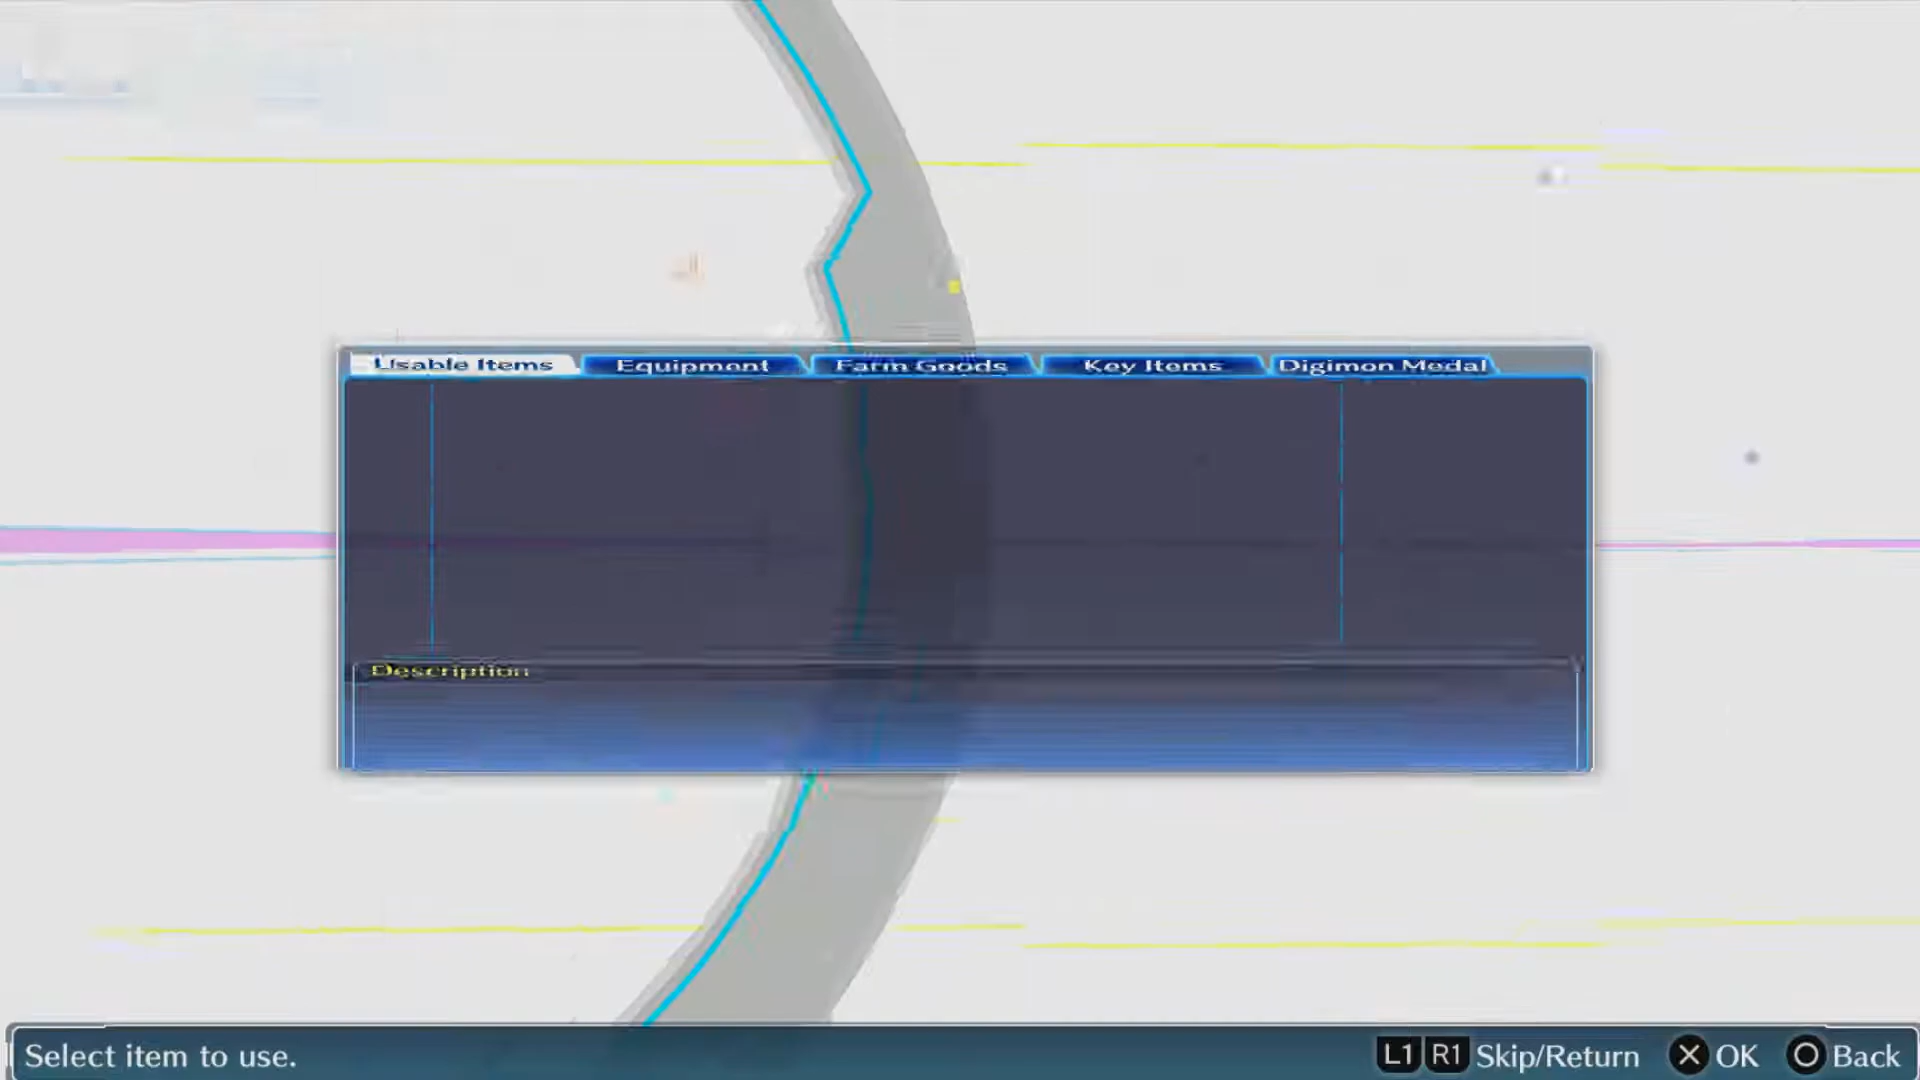 Usable Items Equipment Farm Goods Key Items Digimon Medal
Description
Select item to use. L1 R1 Skip/Return OK Back